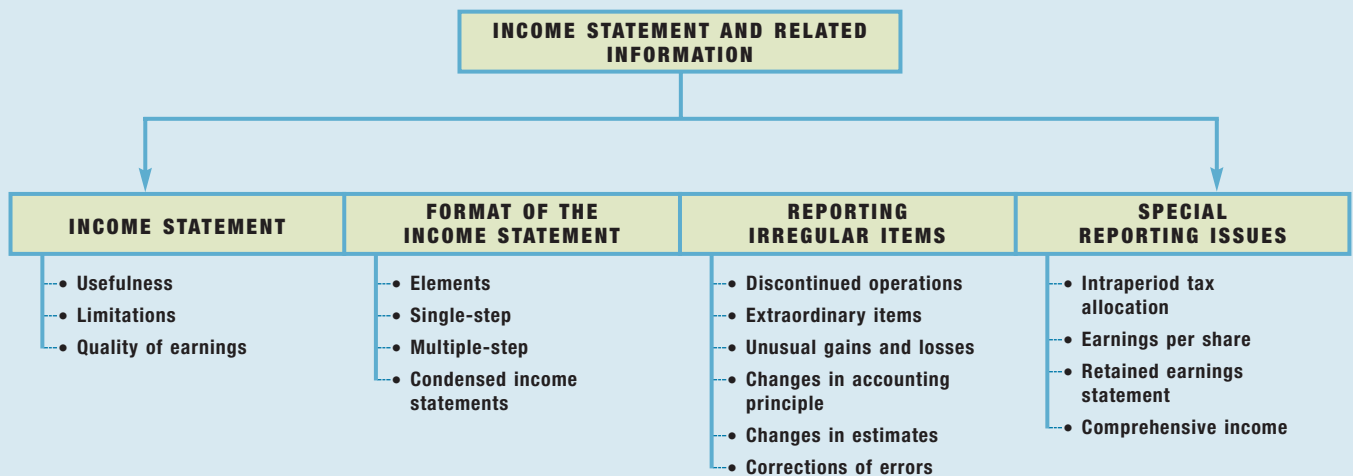 INCOME STATEMENT AND RELATED
INFORMATION
INCOME STATEMENT
• Usefulness
• Limitations
• Quality of earnings
FORMAT OF THE
INCOME STATEMENT
• Elements
• Single-step
• Multiple-step
• Condensed income
statements
REPORTING
IRREGULAR ITEMS
• Discontinued operations
• Extraordinary items
• Unusual gains and losses
• Changes in accounting
principle
• Changes in estimates
• Corrections of errors
SPECIAL
REPORTING ISSUES
• Intraperiod tax
allocation
• Earnings per share
• Retained earnings
statement
• Comprehensive income